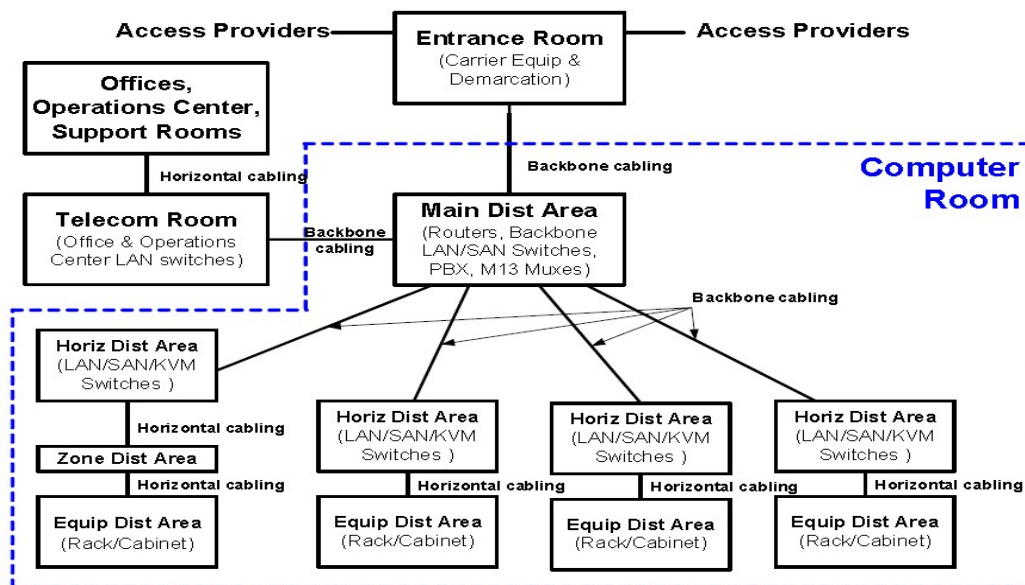 Access Providers
Entrance Room
(Carrier Equip &
Demarcation)
Access Providers
Offices,
Operations Center,
Support Rooms
Backbone cabling
Computer
Room
Horizontal cabling
Telecom Room
(Office & Operations
Center LAN switches)
Backbone
cabling
Main Dist Area
(Routers, Backbone
LAN/SAN Switches,
PBX, M13 Muxes)
Backbone cabling
Horiz Dist Area
(LAN/SAN/KVM
Switches )
Horizontal cabling
Zone Dist Area
Horizontal cabling
Equip Dist Area
(Rack/Cabinet)
Horiz Dist Area
(LAN/SAN/KVM
Switches )
Horizontal cabling
Equip Dist Area
(Rack/Cabinet)
Horiz Dist Area
(LAN/SAN/KVM
Switches )
Horizontal cabling
Equip Dist Area
(Rack/Cabinet)
Horiz Dist Area
(LAN/SAN/KVM
Switches )
Horizontal cabling
Equip Dist Area
(Rack/Cabinet)